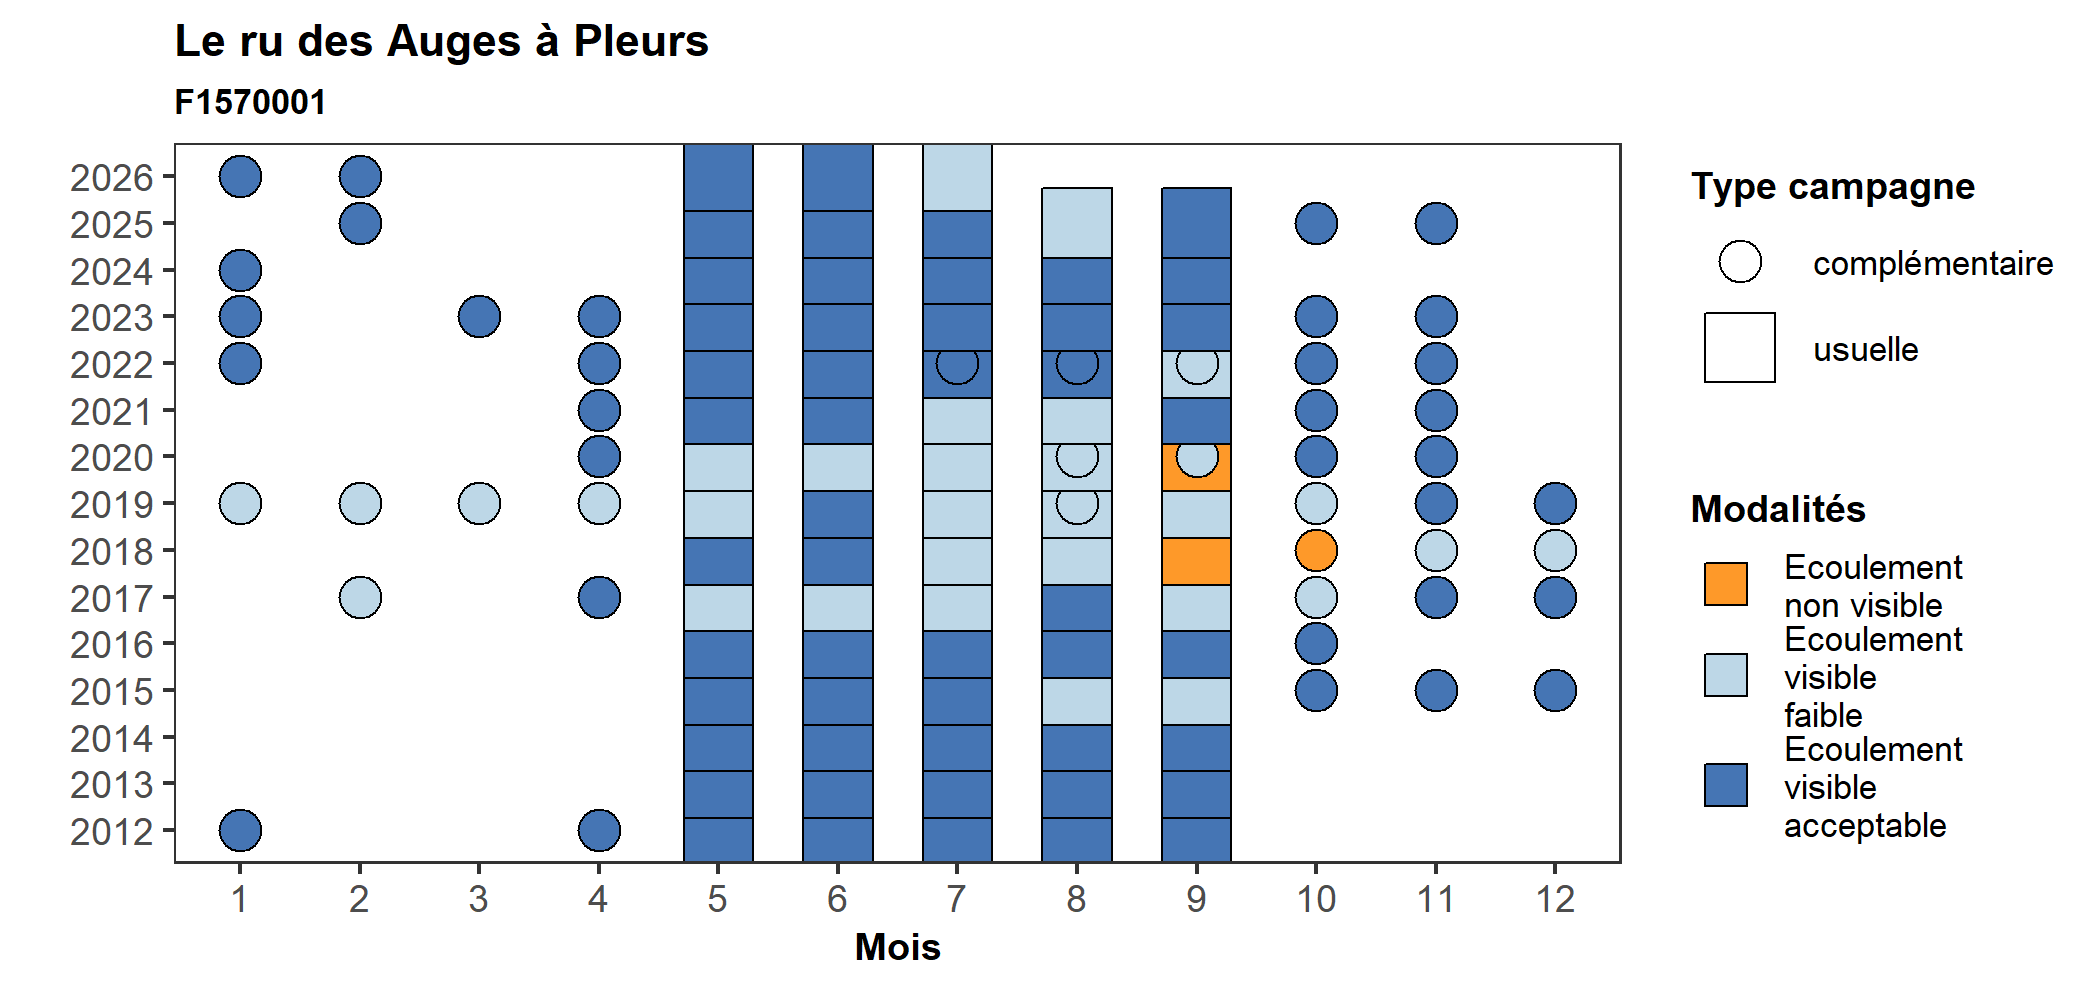 Le ru des Auges à Pleurs
F1570001
2026
2025
2024
2023
2022
2021
2020
2019
2018
2017
2016
2015
2014
2013
2012
1 2 3 4 5 6 7 8 9 10 11 12
Mois
Type campagne
complémentaire
usuelle
Modalités
Ecoulement
non visible
Ecoulement
visible
faible
Ecoulement
visible
acceptable